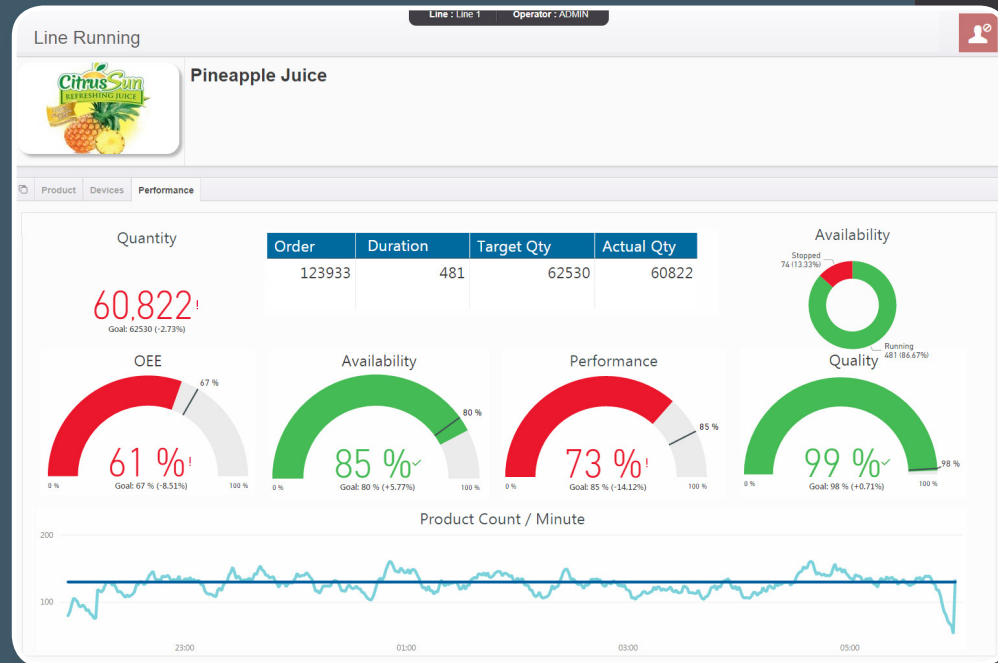 Line : Line 1 Operator : ADMIN
Line Running
CitrusSun
REFRESHING JUICE
Pineapple Juice
Product Devices Performance
Quantity
60,822!
Goal: 62530 (-2.73%)
Order Duration Target Qty Actual Qty
123933 481 62530 60822
Availability
Stopped
74 (13.33%)
Running
481 (86.67%)
OEE
67 %
61 %!
0 %
Goal: 67 % (-8.51%)
100 %
Availability
80 %
85 %
0 %
Goal: 80 % (+5.77%)
100 %
Performance
85 %
73 %!
0 %
Goal: 85 % (-14.12%)
100 %
Quality
98 %
99 %
0 %
Goal: 98 % (+0.71%)
100 %
Product Count / Minute
200
100
23:00 01:00 03:00 05:00